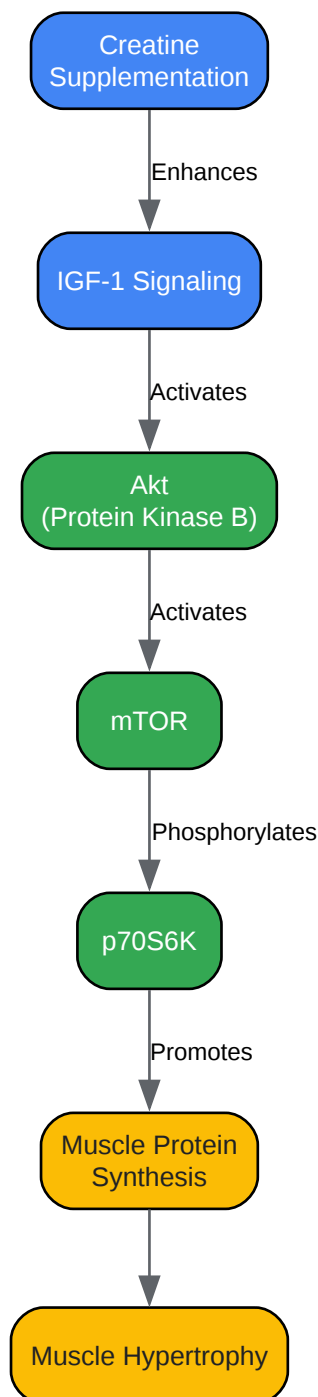 Creatine
Supplementation
Enhances
IGF-1 Signaling
Activates
Akt
(Protein Kinase B)
Activates
mTOR
Phosphorylates
p70S6K
Promotes
Muscle Protein
Synthesis
Muscle Hypertrophy